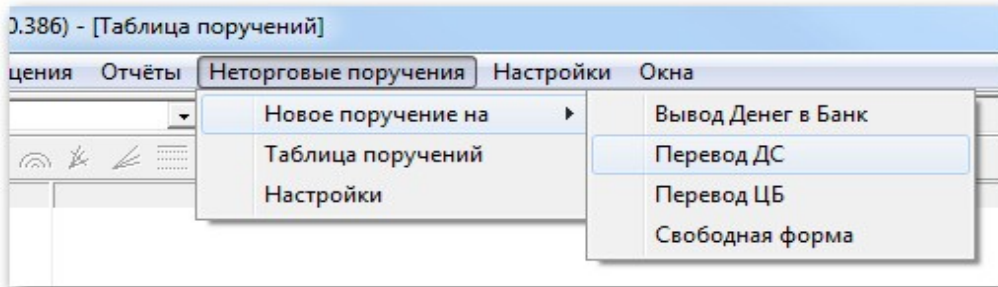 0.386) - [Таблица поручений]
щения Отчёты Неторговые поручения Настройки Окна
Новое поручение на Вывод Денег в Банк
Таблица поручений Перевод ДС
Настройки Перевод ЦБ
Свободная форма